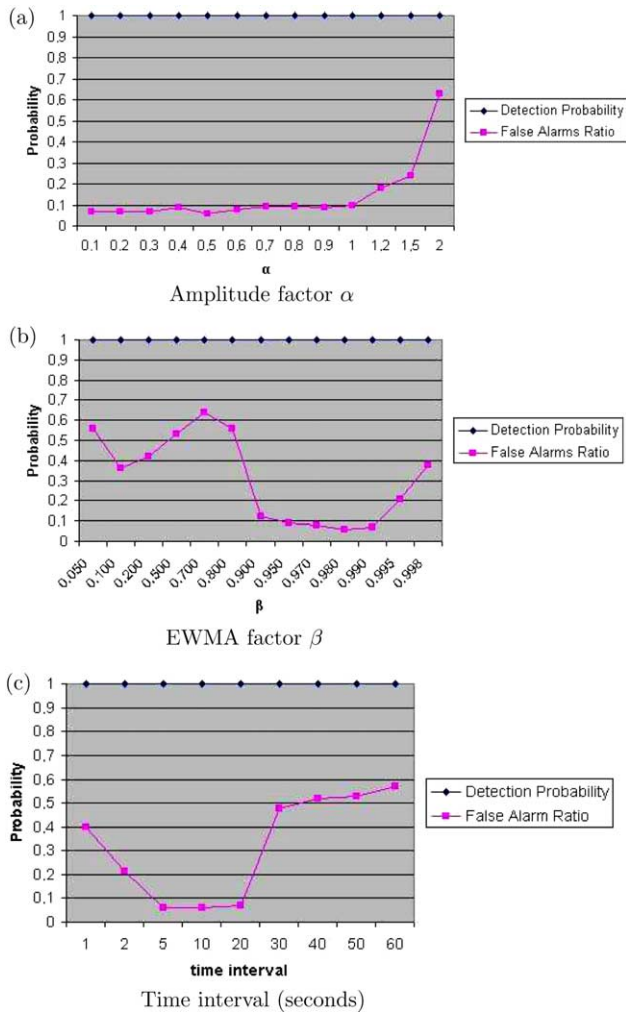 (a)
1
0,9
0,8
0,7
0,6
0,5
0,4
0,3
0,2
0,1
0
Probability
0,1 0,2 0,3 0,4 0,5 0,6 0,7 0,8 0,9 1 1,2 1,5 2
α
Detection Probability
False Alarms Ratio
Amplitude factor α
(b)
1
0,9
0,8
0,7
0,6
0,5
0,4
0,3
0,2
0,1
0
Probability
0.050 0.100 0.200 0.500 0.700 0.800 0.900 0.950 0.970 0.980 0.990 0.995 0.998
β
Detection Probability
False Alarms Ratio
EWMA factor β
(c)
1
0,9
0,8
0,7
0,6
0,5
0,4
0,3
0,2
0,1
0
Probability
1 2 5 10 20 30 40 50 60
time interval
Detection Probability
False Alarm Ratio
Time interval (seconds)